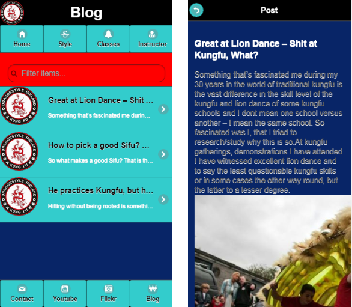 Blog
Home
Style
Classics
Instructor
Filter items...
Great at Lion Dance – Shit ...
Something that's fascinated me durin...
How to pick a good Sifu? ...
So what makes a good Sifu? That is th...
He practices Kungfu, but h...
Hitting without being rooted is somethi...
Contact
Youtube
Flickr
Blog
Post
Great at Lion Dance – Shit at
Kungfu, What?
Something that's fascinated me during my
30 years in the world of traditional kungfu is
the vast difference in the skill level of the
kungfu and lion dance of some kungfu
schools and I dont mean one school versus
another – I mean the same school. So
fascinated was I, that I tried to
research/study why this is so.At kungfu
gatherings, demonstrations I have attended
I have witnessed excellent lion dance and
to say the least questionable kungfu skills
or in some cases the other way round, but
the latter to a lesser degree.